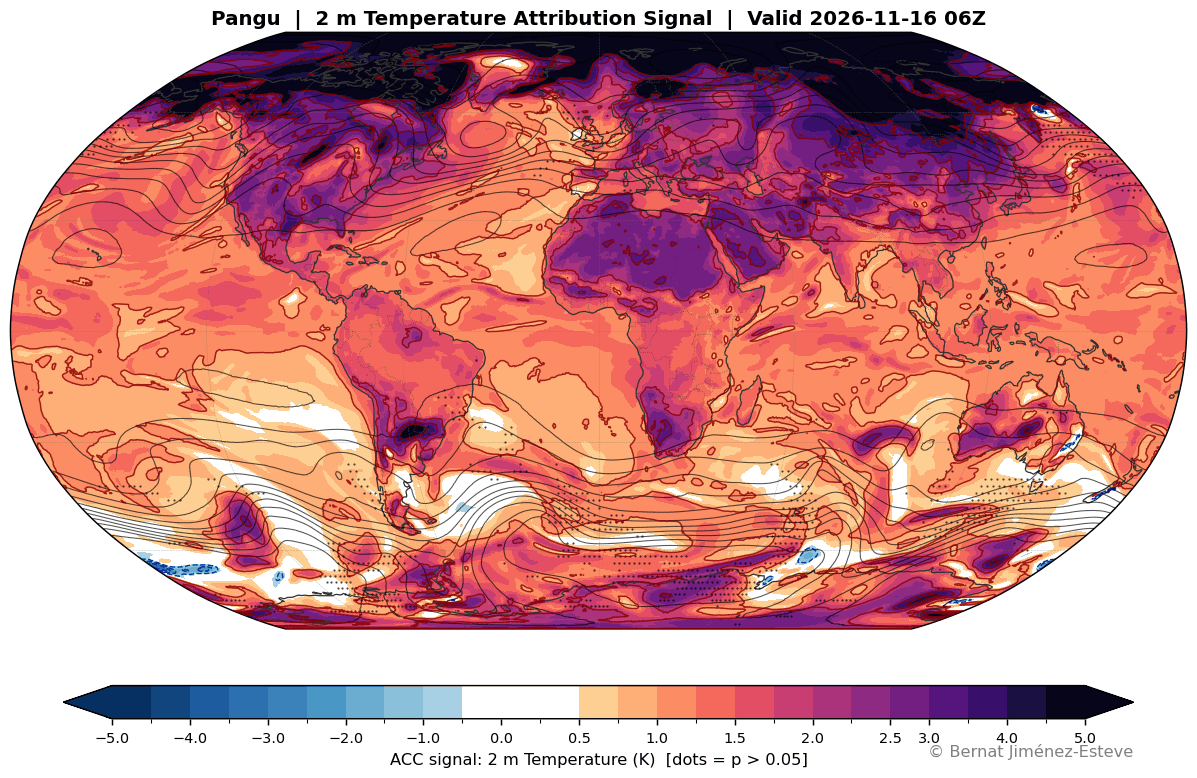 Pangu | 2 m Temperature Attribution Signal | Valid 2026-11-16 06Z
−5.0 −4.0 −3.0 −2.0 −1.0 0.0 0.5 1.0 1.5 2.0 2.5 3.0 4.0 5.0
© Bernat Jiménez-Esteve
ACC signal: 2 m Temperature (K) [dots = p > 0.05]